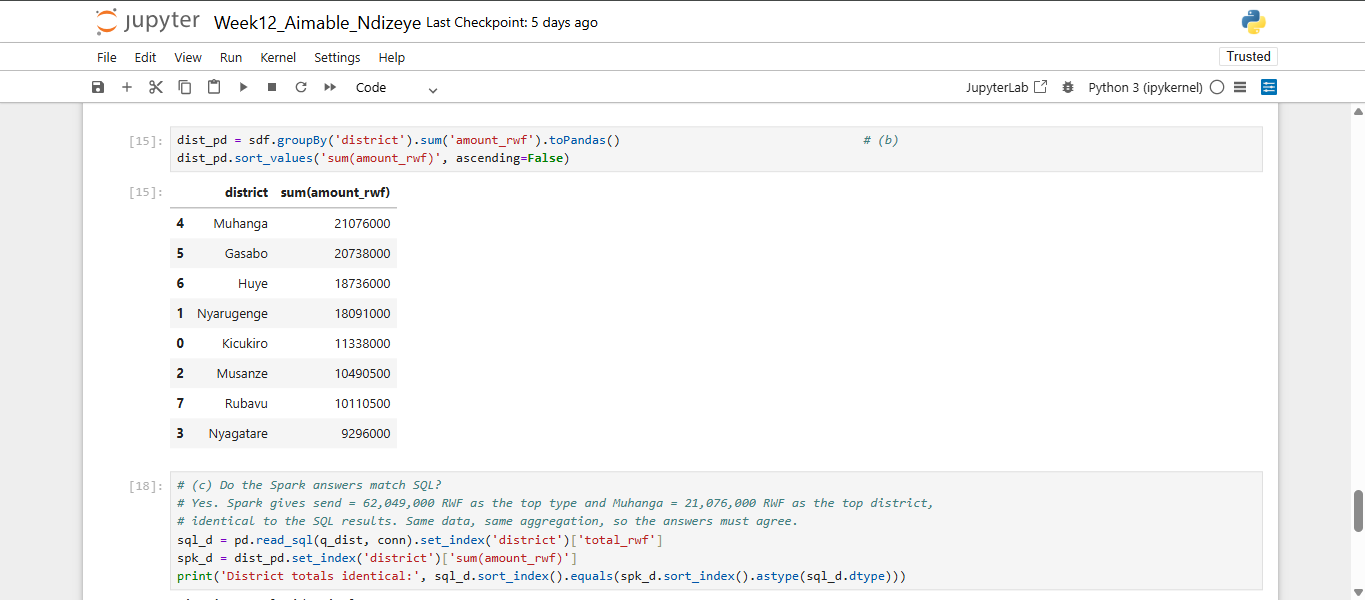 jupyter Week12_Aimable_Ndizeye Last Checkpoint: 5 days ago
File Edit View Run Kernel Settings Help Trusted
Code JupyterLab Python 3 (ipykernel)
[15]: dist_pd = sdf.groupBy('district').sum('amount_rwf').toPandas() # (b)
dist_pd.sort_values('sum(amount_rwf)', ascending=False)
[15]: district sum(amount_rwf)
4 Muhanga 21076000
5 Gasabo 20738000
6 Huye 18736000
1 Nyarugenge 18091000
0 Kicukiro 11338000
2 Musanze 10490500
7 Rubavu 10110500
3 Nyagatare 9296000
[18]: # (c) Do the Spark answers match SQL?
# Yes. Spark gives send = 62,049,000 RWF as the top type and Muhanga = 21,076,000 RWF as the top district,
# identical to the SQL results. Same data, same aggregation, so the answers must agree.
sql_d = pd.read_sql(q_dist, conn).set_index('district')['total_rwf']
spk_d = dist_pd.set_index('district')['sum(amount_rwf)']
print('District totals identical:', sql_d.sort_index().equals(spk_d.sort_index().astype(sql_d.dtype)))